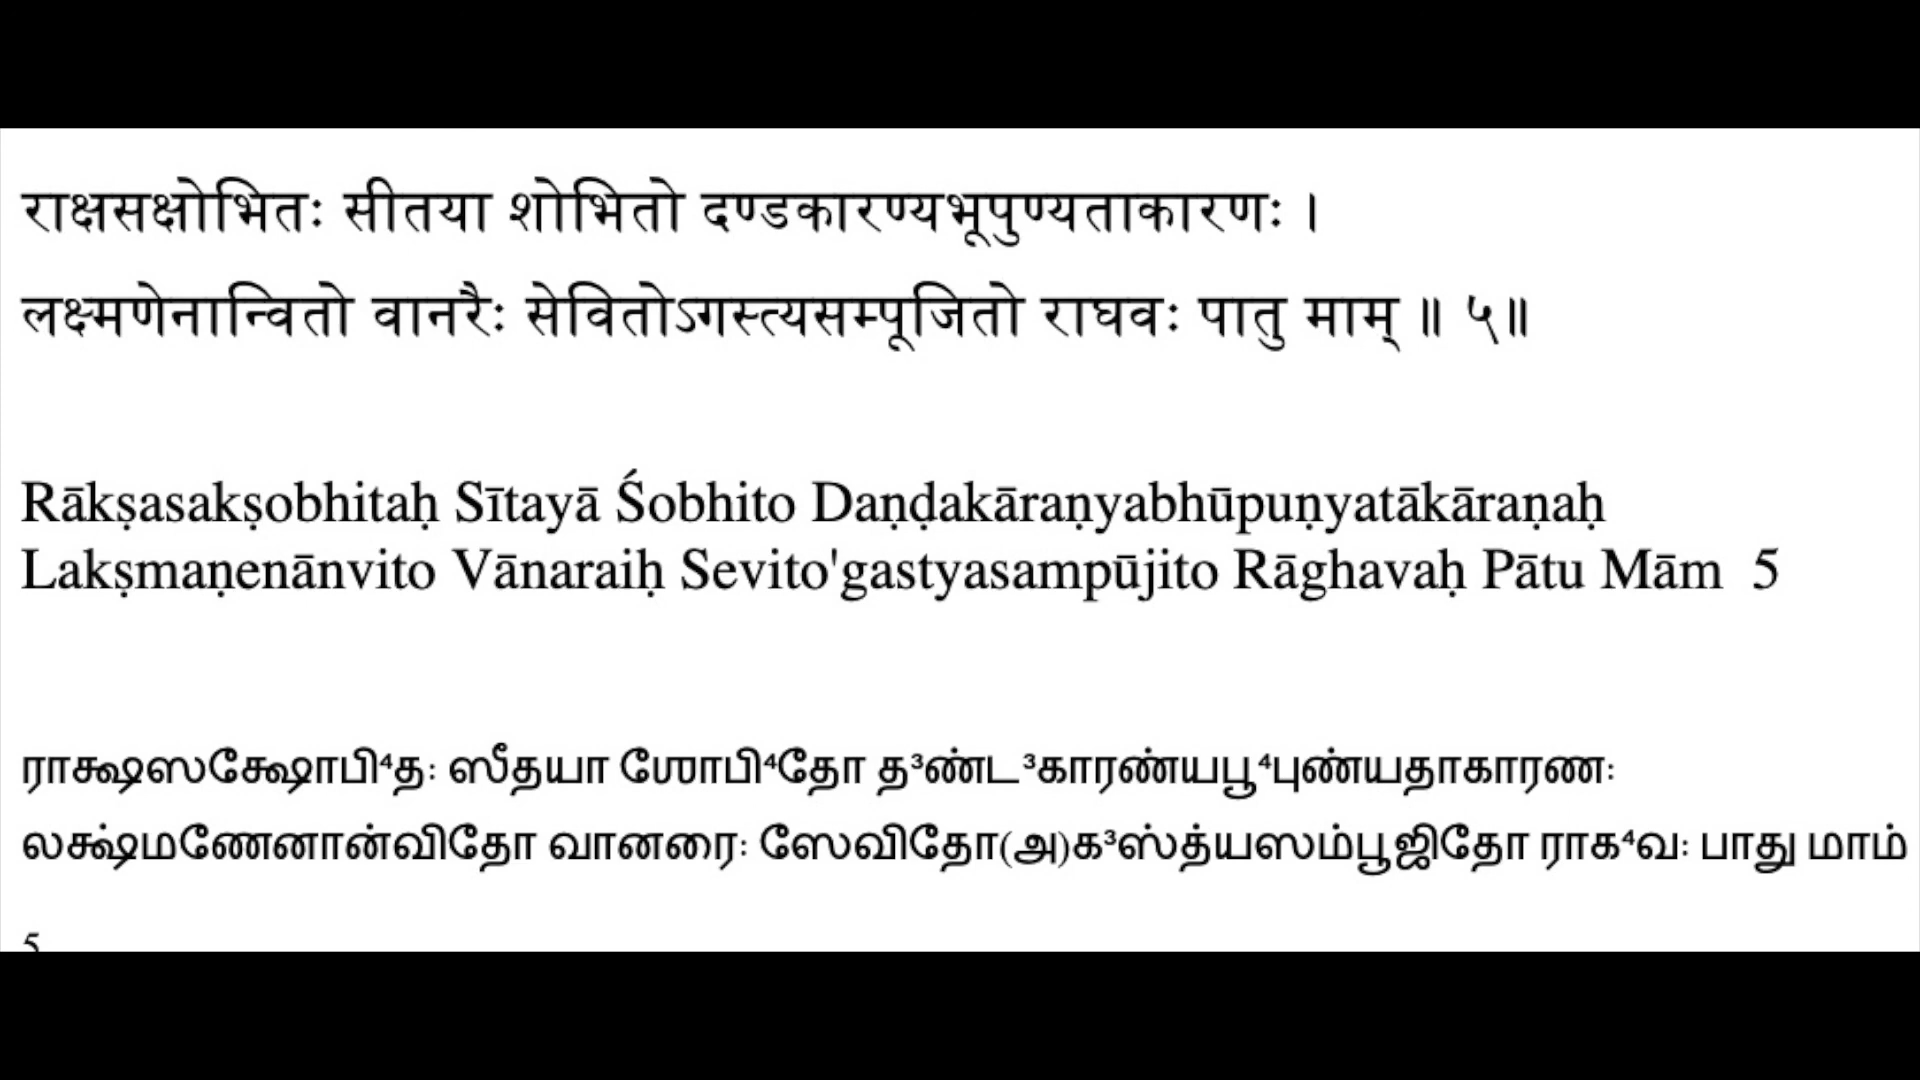 राक्षसक्षोभितः सीतया शोभितो दण्डकारण्यभूपुण्यताकारणः ।
लक्ष्मणेनान्वितो वानरैः सेवितोऽगस्त्यसम्पूजितो राघवः पातु माम् ॥ ५॥
Rākṣasakṣobhitaḥ Sītayā Śobhito Daṇḍakāraṇyabhūpuṇyatākāraṇaḥ
Lakṣmaṇenānvito Vānaraiḥ Sevito'gastyasampūjito Rāghavaḥ Pātu Mām 5
ராக்ஷஸக்ஷோபி⁴த: ஸீதயா ஶோபி⁴தோ த³ண்ட³காரண்யபூ⁴புண்யதாகாரண:
லக்ஷ்மணேனான்விதோ வானரை: ஸேவிதோ(அ)க³ஸ்த்யஸம்பூஜிதோ ராக⁴வ: பாது மாம்
5